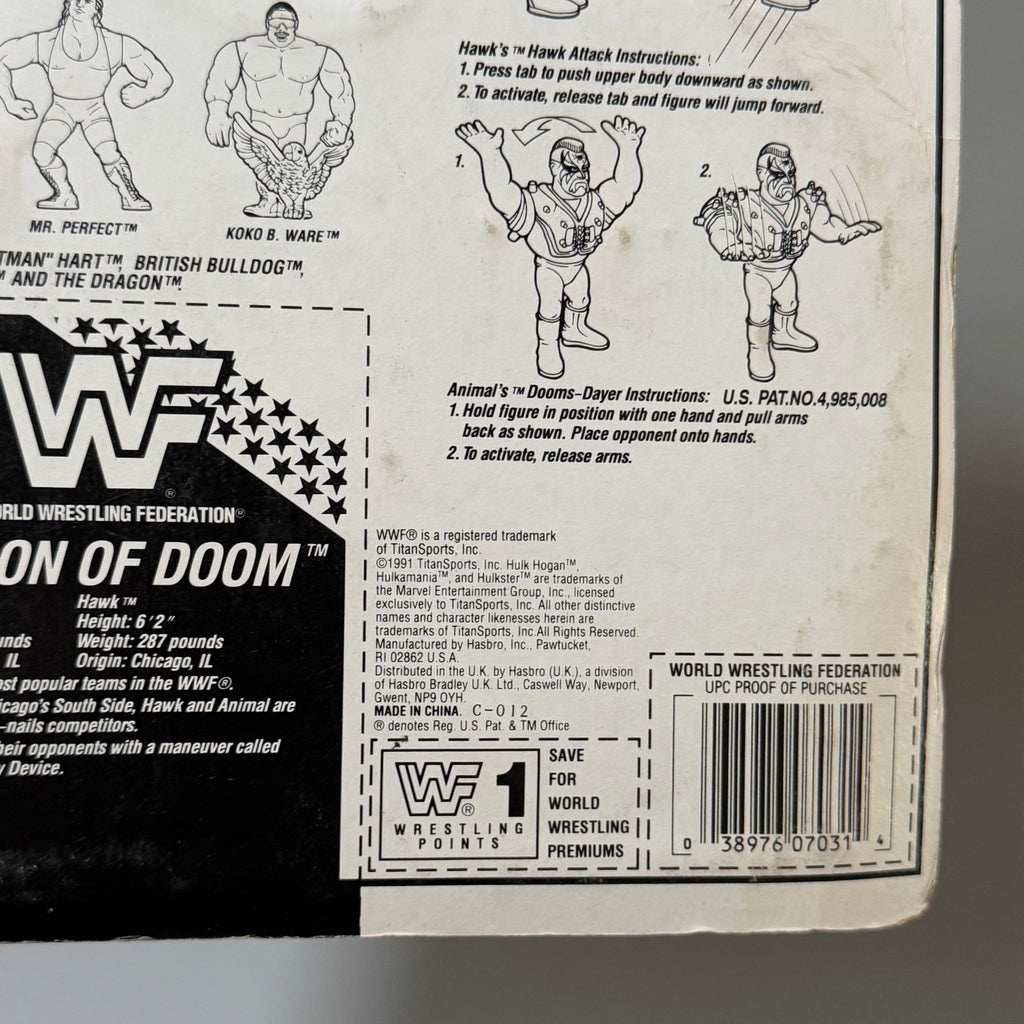 Hawk's™ Hawk Attack Instructions:
1. Press tab to push upper body downward as shown.
2. To activate, release tab and figure will jump forward.
1.
2.
MR. PERFECT™
KOKO B. WARE™
TMAN" HART™, BRITISH BULLDOG™,
AND THE DRAGON™.
Animal's™ Dooms-Dayer Instructions: U.S. PAT.NO.4,985,008
1. Hold figure in position with one hand and pull arms
back as shown. Place opponent onto hands.
2. To activate, release arms.
WF®
RLD WRESTLING FEDERATION®
ON OF DOOM™
Hawk™
Height: 6'2"
unds Weight: 287 pounds
IL Origin: Chicago, IL
st popular teams in the WWF®.
icago's South Side, Hawk and Animal are
-nails competitors.
heir opponents with a maneuver called
y Device.
WWF® is a registered trademark
of TitanSports, Inc.
©1991 TitanSports, Inc. Hulk Hogan™,
Hulkamania™, and Hulkster™ are trademarks of
the Marvel Entertainment Group, Inc., licensed
exclusively to TitanSports, Inc. All other distinctive
names and character likenesses herein are
trademarks of TitanSports, Inc.All Rights Reserved.
Manufactured by Hasbro, Inc., Pawtucket,
RI 02862 U.S.A.
Distributed in the U.K. by Hasbro (U.K.), a division
of Hasbro Bradley U.K. Ltd., Caswell Way, Newport,
Gwent, NP9 0YH.
MADE IN CHINA. C-012
® denotes Reg. U.S. Pat. & TM Office
WWF® 1
WRESTLING
POINTS
SAVE
FOR
WORLD
WRESTLING
PREMIUMS
WORLD WRESTLING FEDERATION
UPC PROOF OF PURCHASE
0 38976 07031 4